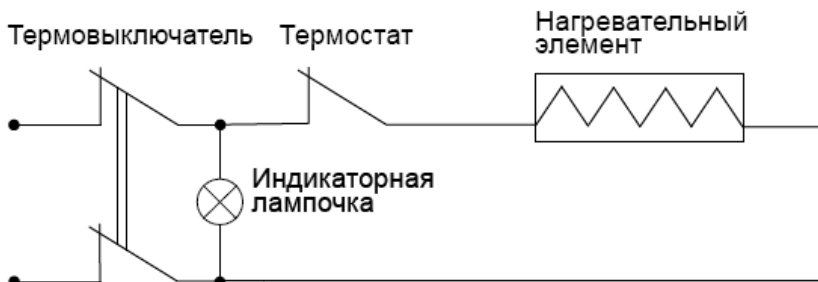 Термовыключатель
Термостат
Нагревательный
элемент
Индикаторная
лампочка